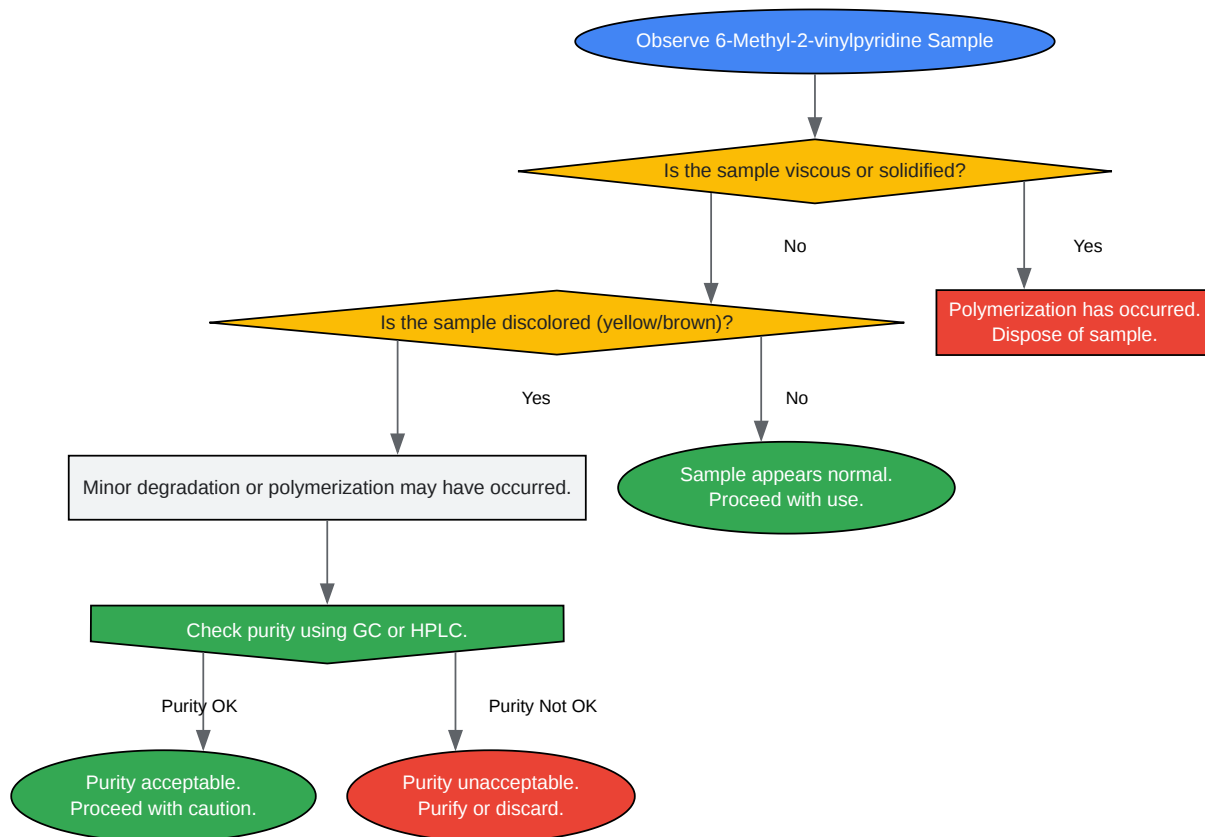 Observe 6-Methyl-2-vinylpyridine Sample
Is the sample viscous or solidified?
No
Yes
Polymerization has occurred.
Dispose of sample.
Is the sample discolored (yellow/brown)?
Yes
No
Minor degradation or polymerization may have occurred.
Sample appears normal.
Proceed with use.
Check purity using GC or HPLC.
Purity OK
Purity Not OK
Purity acceptable.
Proceed with caution.
Purity unacceptable.
Purify or discard.